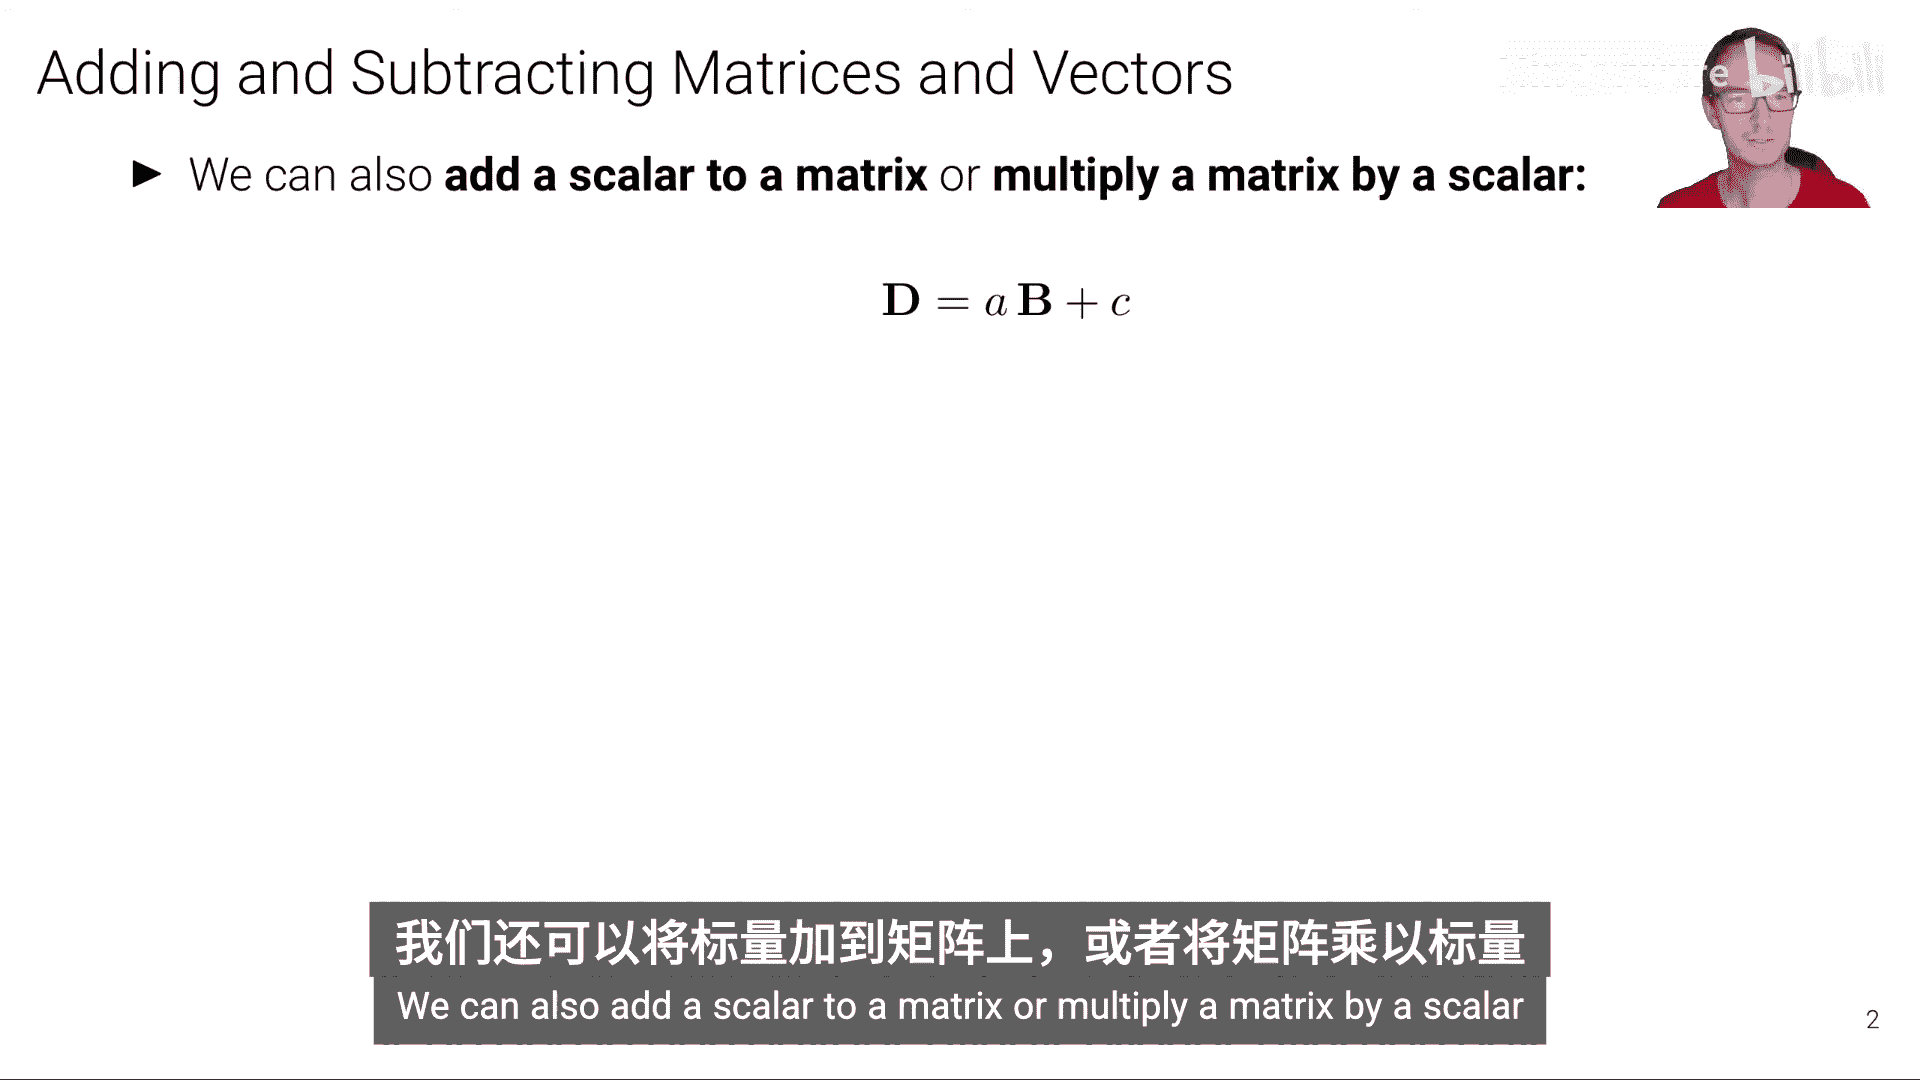 Adding and Subtracting Matrices and Vectors
► We can also add a scalar to a matrix or multiply a matrix by a scalar:
D = a B + c
我们还可以将标量加到矩阵上，或者将矩阵乘以标量
We can also add a scalar to a matrix or multiply a matrix by a scalar
2
bilibili